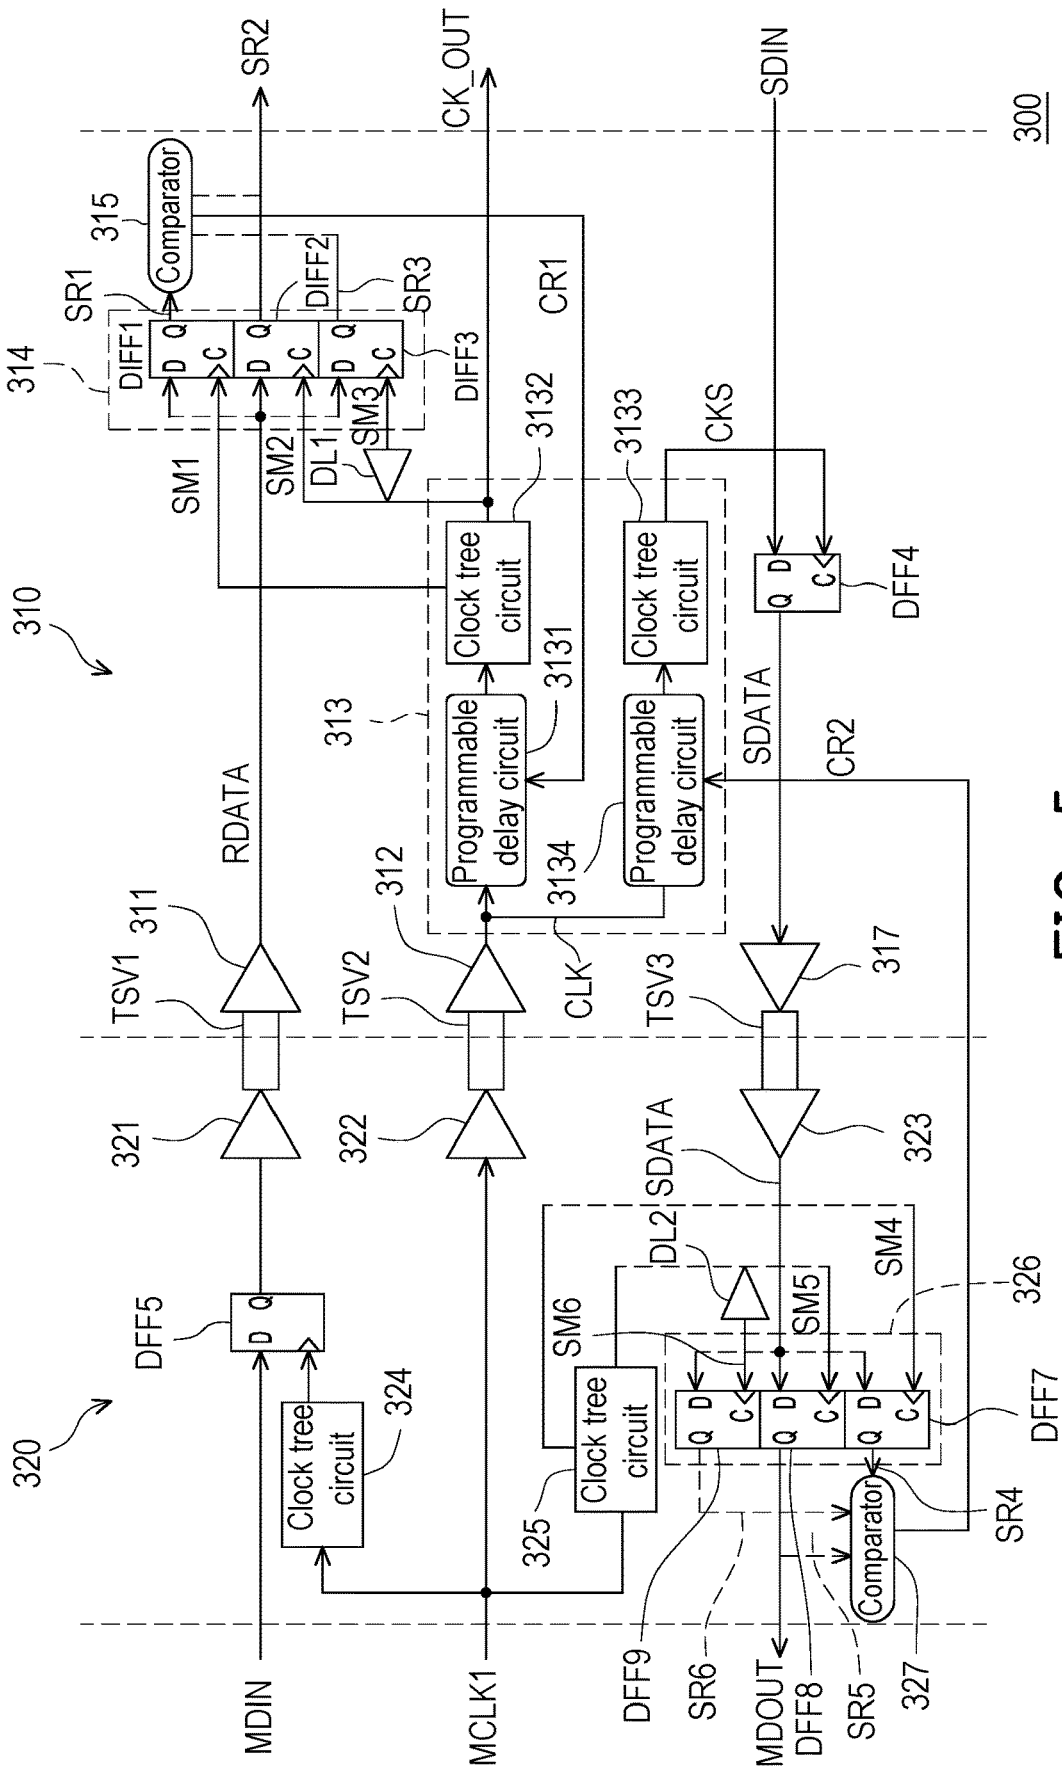 SR2
CK_OUT
SDIN
300
315
Comparator
SR1
DIFF1
DIFF2
SR3
314
D Q
C
D Q
C
D Q
C
DIFF3
CR1
SM1
SM2
DL1
SM3
3132
3133
CKS
310
Clock tree
circuit
Clock tree
circuit
D
Q
C
DFF4
313
3131
Programmable
delay circuit
3134
Programmable
delay circuit
SDATA
CR2
RDATA
311
312
CLK
317
TSV1
TSV2
TSV3
321
322
323
SDATA
DL2
SM4
DFF5
D Q
SM6
SM5
326
320
324
Clock tree
circuit
325
Clock tree
circuit
Q D
C
Q D
C
Q D
C
DFF7
SR4
Comparator
MDIN
MCLK1
DFF9
SR6
MDOUT
DFF8
SR5
327